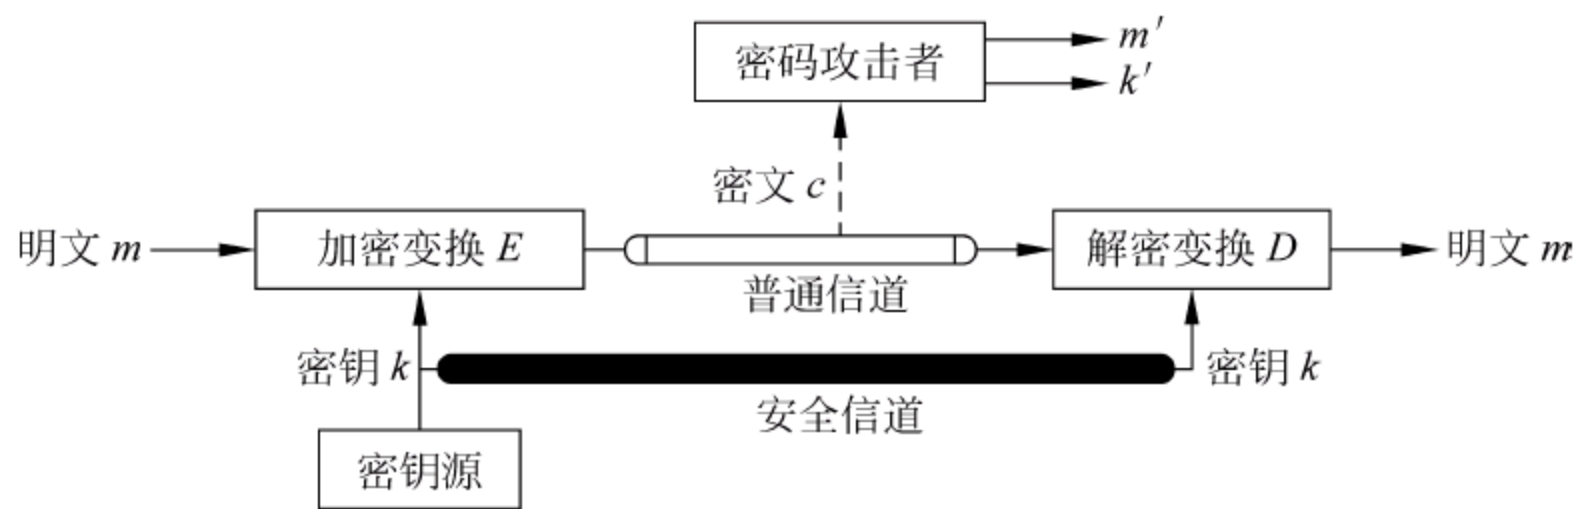 m′
密码攻击者
k′
密文 c
明文 m
加密变换 E
解密变换 D
明文 m
普通信道
密钥 k
密钥 k
安全信道
密钥源